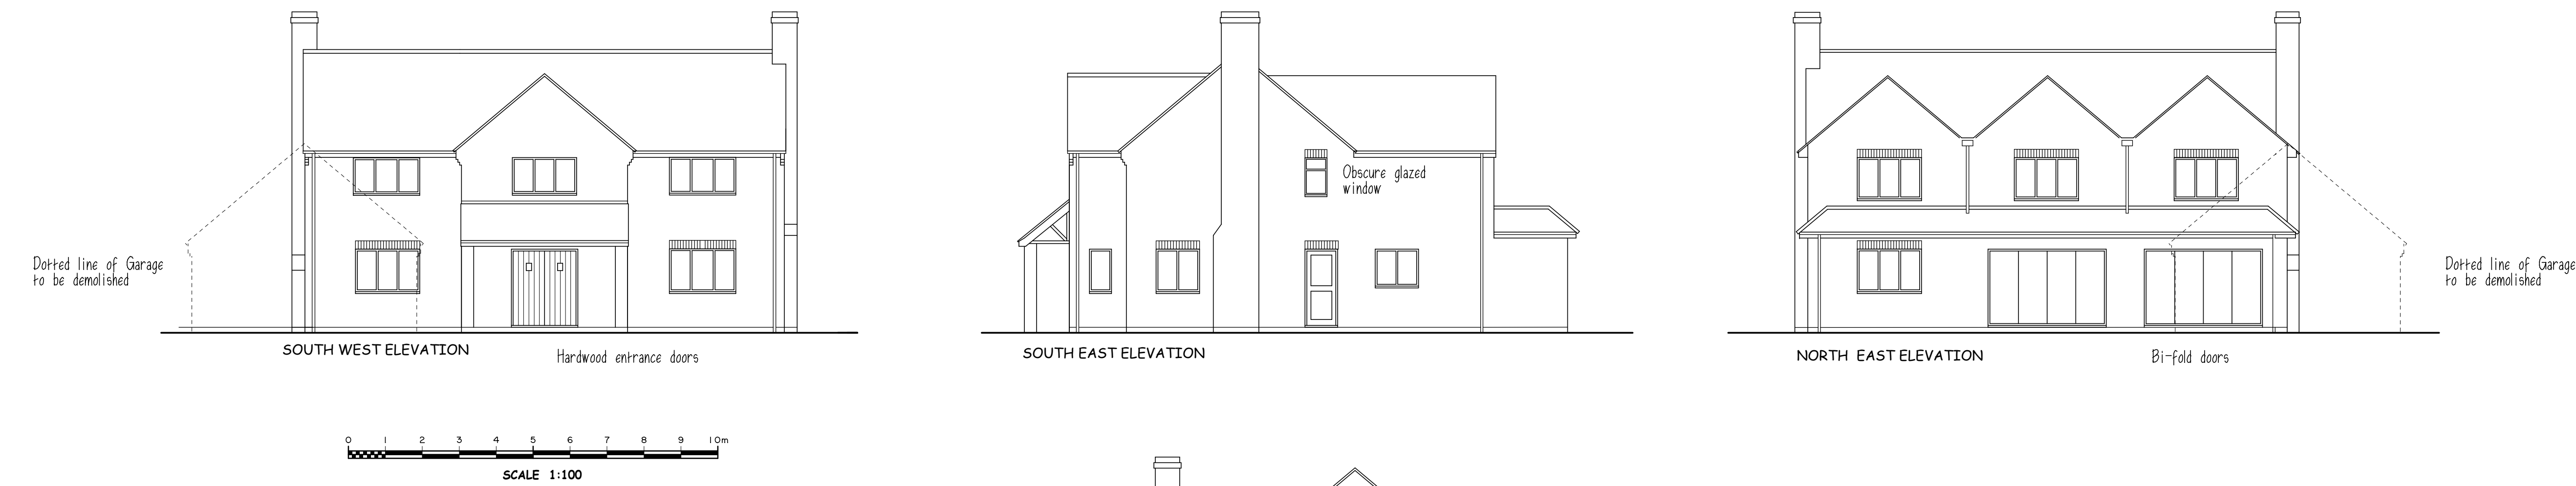 Obscure glazed
window
Dotted line of Garage
to be demolished
Dotted line of Garage
to be demolished
SOUTH WEST ELEVATION
Hardwood entrance doors
SOUTH EAST ELEVATION
NORTH EAST ELEVATION
Bi-fold doors
0 1 2 3 4 5 6 7 8 9 10m
SCALE 1:100